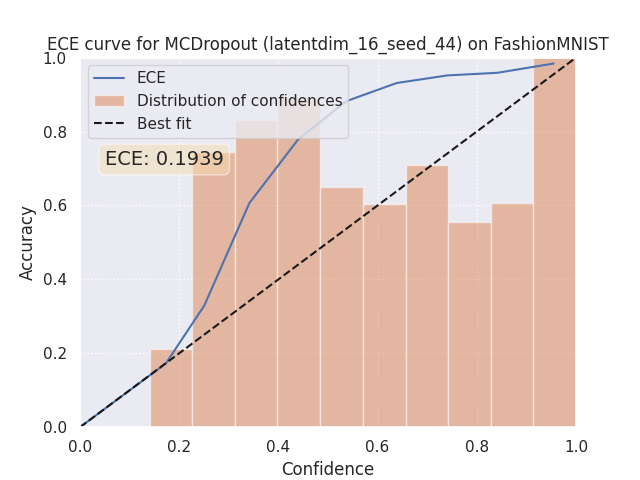 ECE curve for MCDropout (latentdim_16_seed_44) on FashionMNIST
1.0
0.8
0.6
0.4
0.2
0.0
Accuracy
ECE
Distribution of confidences
Best fit
ECE: 0.1939
0.0 0.2 0.4 0.6 0.8 1.0
Confidence